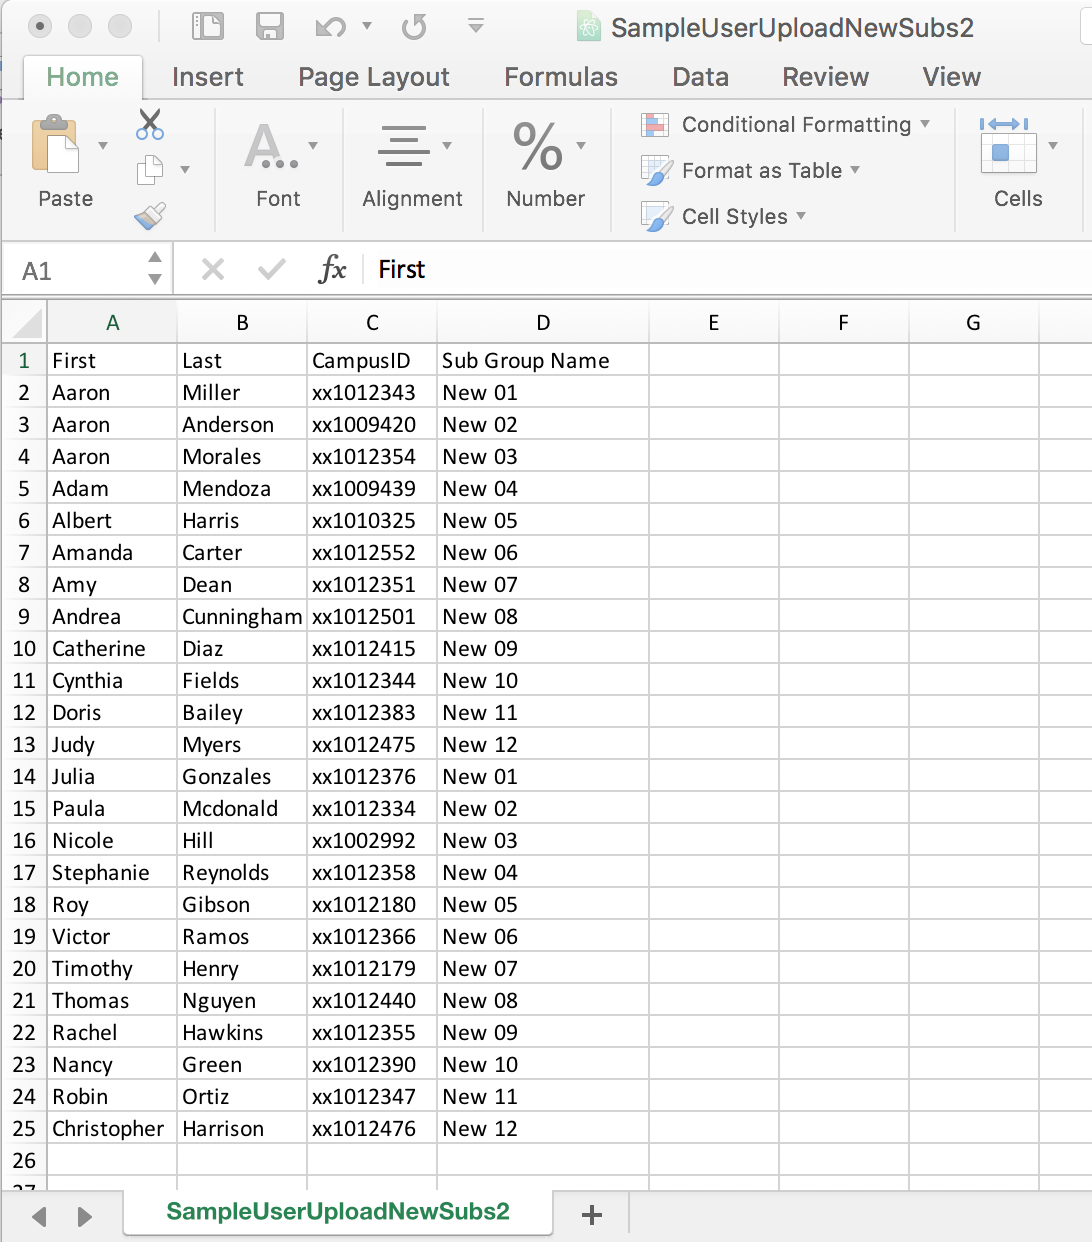 SampleUserUploadNewSubs2
Home Insert Page Layout Formulas Data Review View
Paste
A
Font
Alignment
%
Number
Conditional Formatting
Format as Table
Cell Styles
Cells
A1 fx First
A B C D E F G
1 First Last CampusID Sub Group Name
2 Aaron Miller xx1012343 New 01
3 Aaron Anderson xx1009420 New 02
4 Aaron Morales xx1012354 New 03
5 Adam Mendoza xx1009439 New 04
6 Albert Harris xx1010325 New 05
7 Amanda Carter xx1012552 New 06
8 Amy Dean xx1012351 New 07
9 Andrea Cunningham xx1012501 New 08
10 Catherine Diaz xx1012415 New 09
11 Cynthia Fields xx1012344 New 10
12 Doris Bailey xx1012383 New 11
13 Judy Myers xx1012475 New 12
14 Julia Gonzales xx1012376 New 01
15 Paula Mcdonald xx1012334 New 02
16 Nicole Hill xx1002992 New 03
17 Stephanie Reynolds xx1012358 New 04
18 Roy Gibson xx1012180 New 05
19 Victor Ramos xx1012366 New 06
20 Timothy Henry xx1012179 New 07
21 Thomas Nguyen xx1012440 New 08
22 Rachel Hawkins xx1012355 New 09
23 Nancy Green xx1012390 New 10
24 Robin Ortiz xx1012347 New 11
25 Christopher Harrison xx1012476 New 12
26
27
SampleUserUploadNewSubs2 +